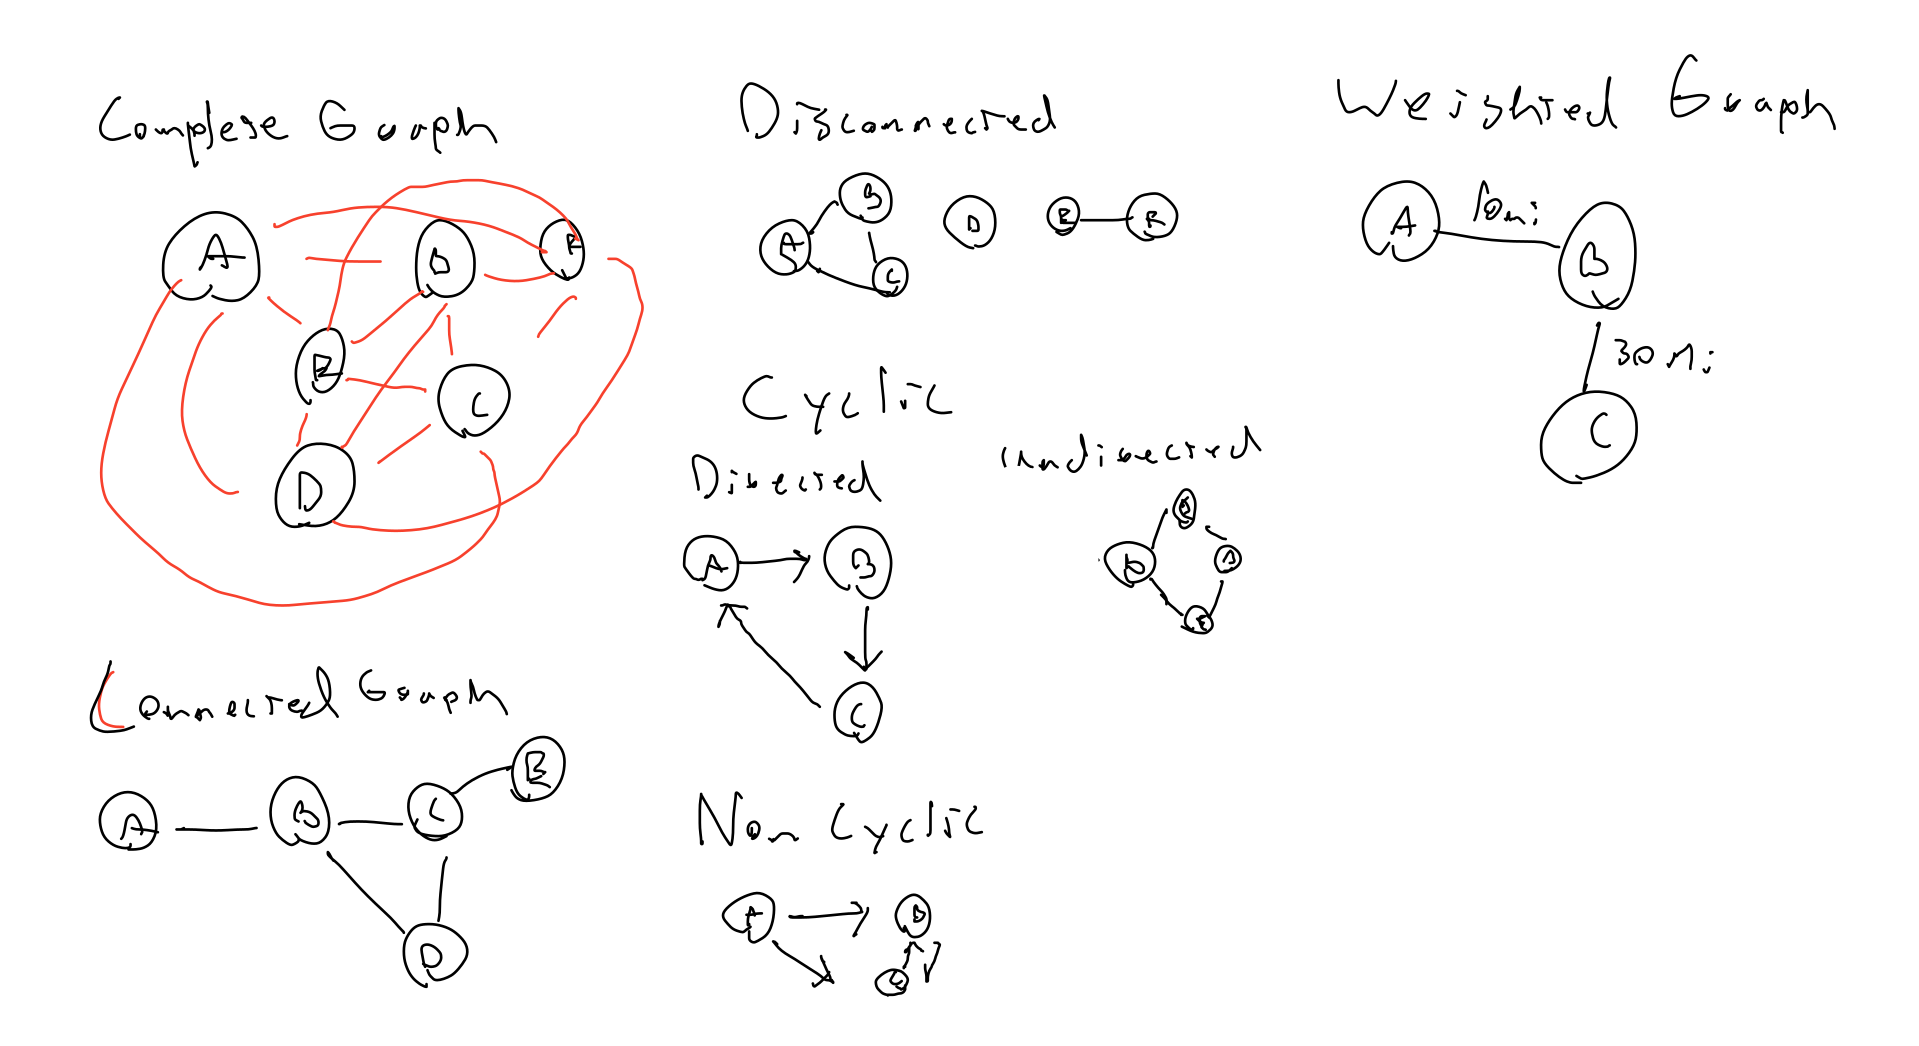 Complete Graph
A
B
F
E
C
D
Connected Graph
A
B
C
E
D
Disconnected
A
B
C
D
E
F
Cyclic
Directed
A
B
C
Undirected
D
Non Cyclic
A
B
C
Weighted Graph
A
10mi
B
30Mi
C